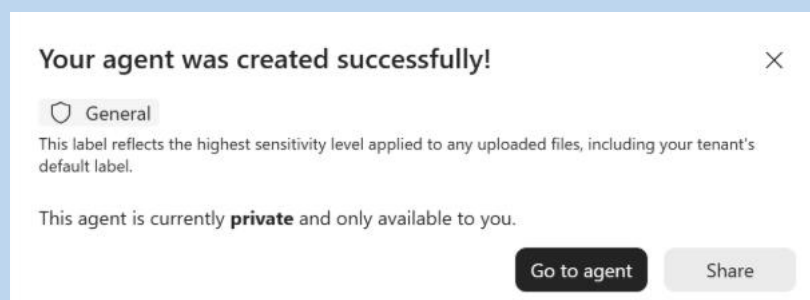 Your agent was created successfully!
General
This label reflects the highest sensitivity level applied to any uploaded files, including your tenant's
default label.
This agent is currently private and only available to you.
Go to agent
Share